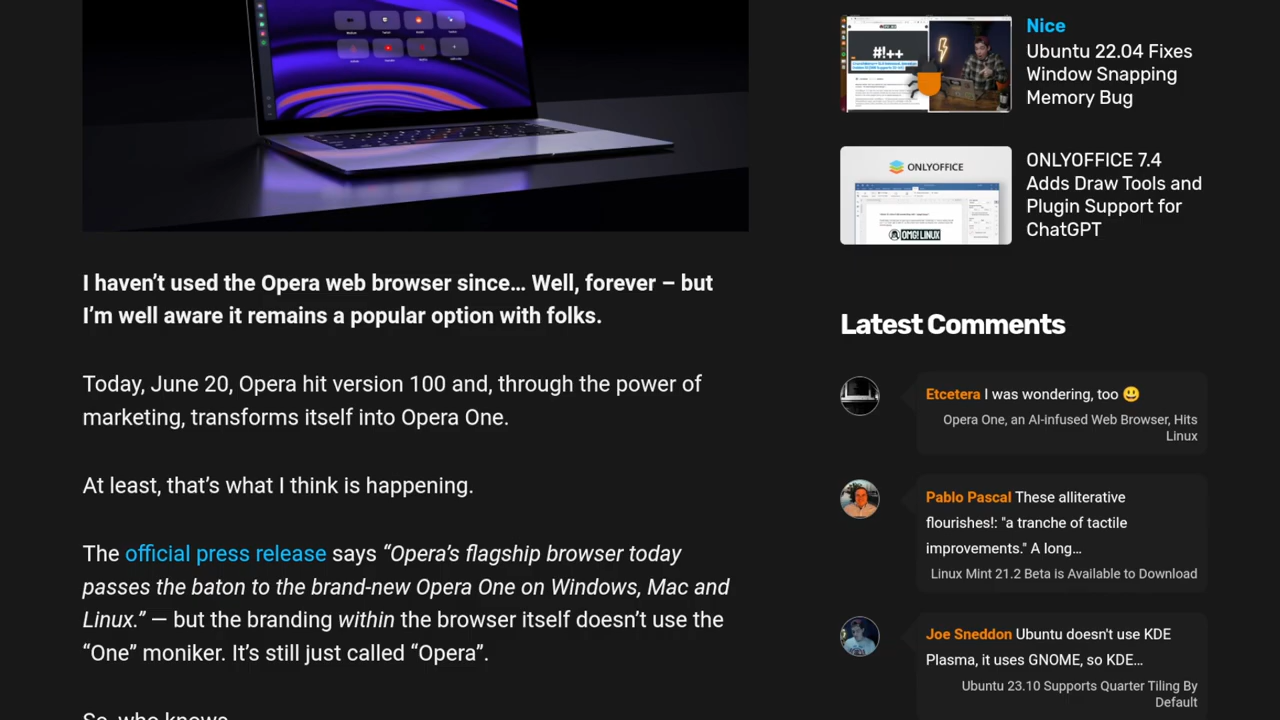 I haven’t used the Opera web browser since… Well, forever – but
I’m well aware it remains a popular option with folks.
Today, June 20, Opera hit version 100 and, through the power of
marketing, transforms itself into Opera One.
At least, that’s what I think is happening.
The official press release says “Opera’s flagship browser today
passes the baton to the brand-new Opera One on Windows, Mac and
Linux.” — but the branding within the browser itself doesn’t use the
“One” moniker. It’s still just called “Opera”.
So, who knows
#!++
Nice
Ubuntu 22.04 Fixes
Window Snapping
Memory Bug
ONLYOFFICE
OMG! LINUX
ONLYOFFICE 7.4
Adds Draw Tools and
Plugin Support for
ChatGPT
Latest Comments
Etcetera I was wondering, too 😃
Opera One, an AI-infused Web Browser, Hits
Linux
Pablo Pascal These alliterative
flourishes!: "a tranche of tactile
improvements." A long…
Linux Mint 21.2 Beta is Available to Download
Joe Sneddon Ubuntu doesn't use KDE
Plasma, it uses GNOME, so KDE…
Ubuntu 23.10 Supports Quarter Tiling By
Default